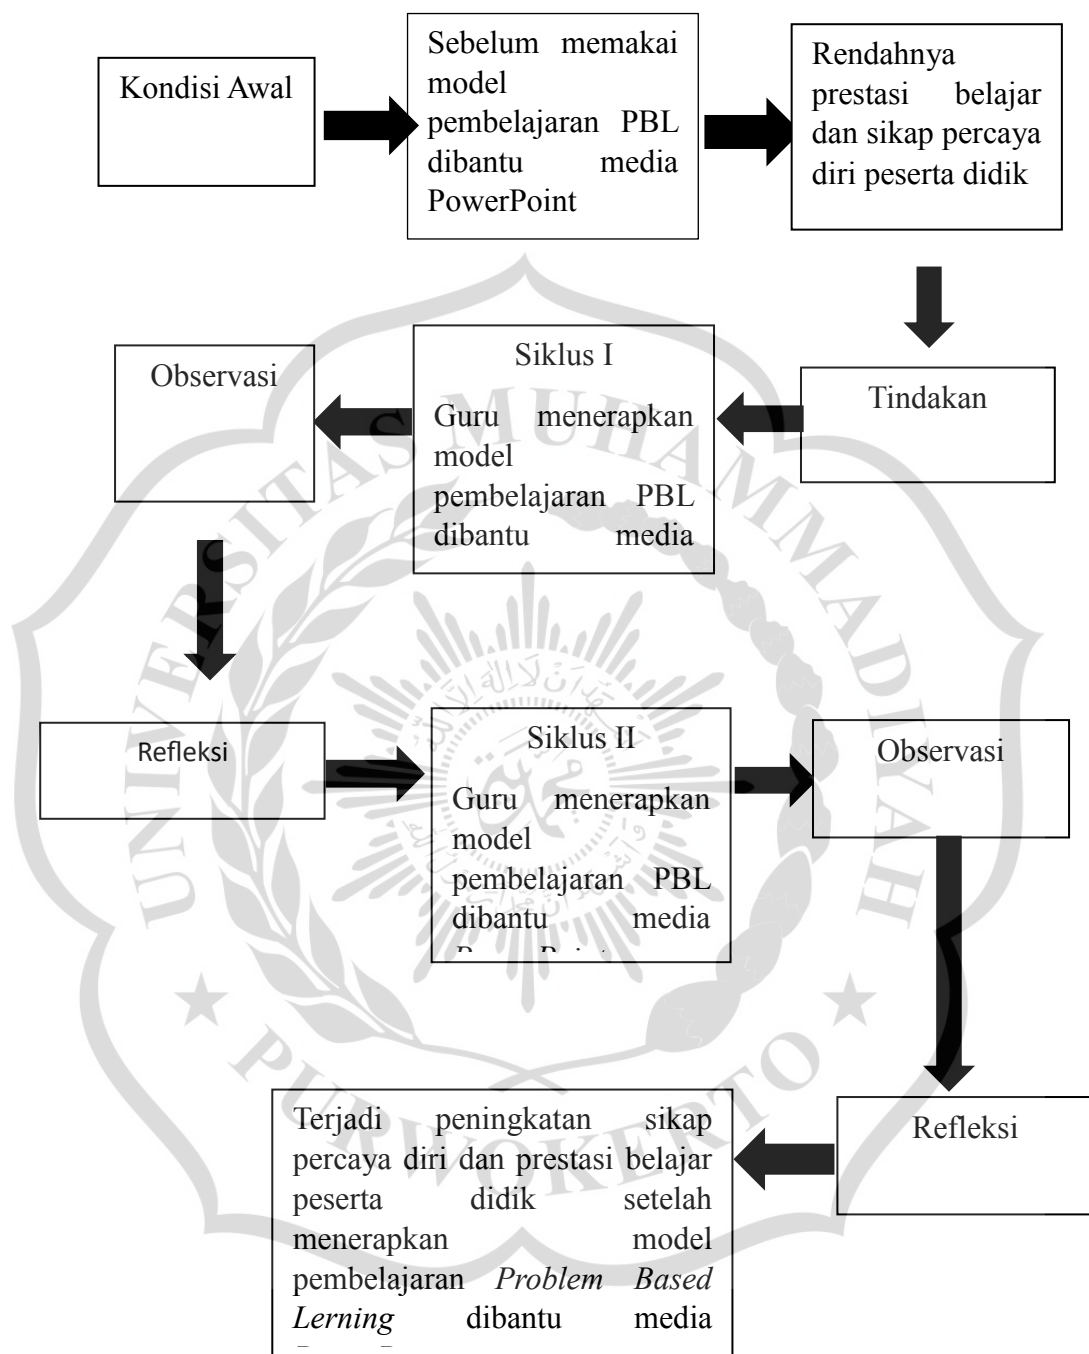 Kondisi Awal
Sebelum memakai
model
pembelajaran PBL
dibantu media
PowerPoint
Rendahnya
prestasi belajar
dan sikap percaya
diri peserta didik
Tindakan
Siklus I
Guru menerapkan
model
pembelajaran PBL
dibantu media
Observasi
Refleksi
Siklus II
Guru menerapkan
model
pembelajaran PBL
dibantu media
Observasi
Refleksi
Terjadi peningkatan sikap
percaya diri dan prestasi belajar
peserta didik setelah
menerapkan model
pembelajaran Problem Based
Lerning dibantu media
UNIVERSITAS MUHAMMADIYAH
PURWOKERTO